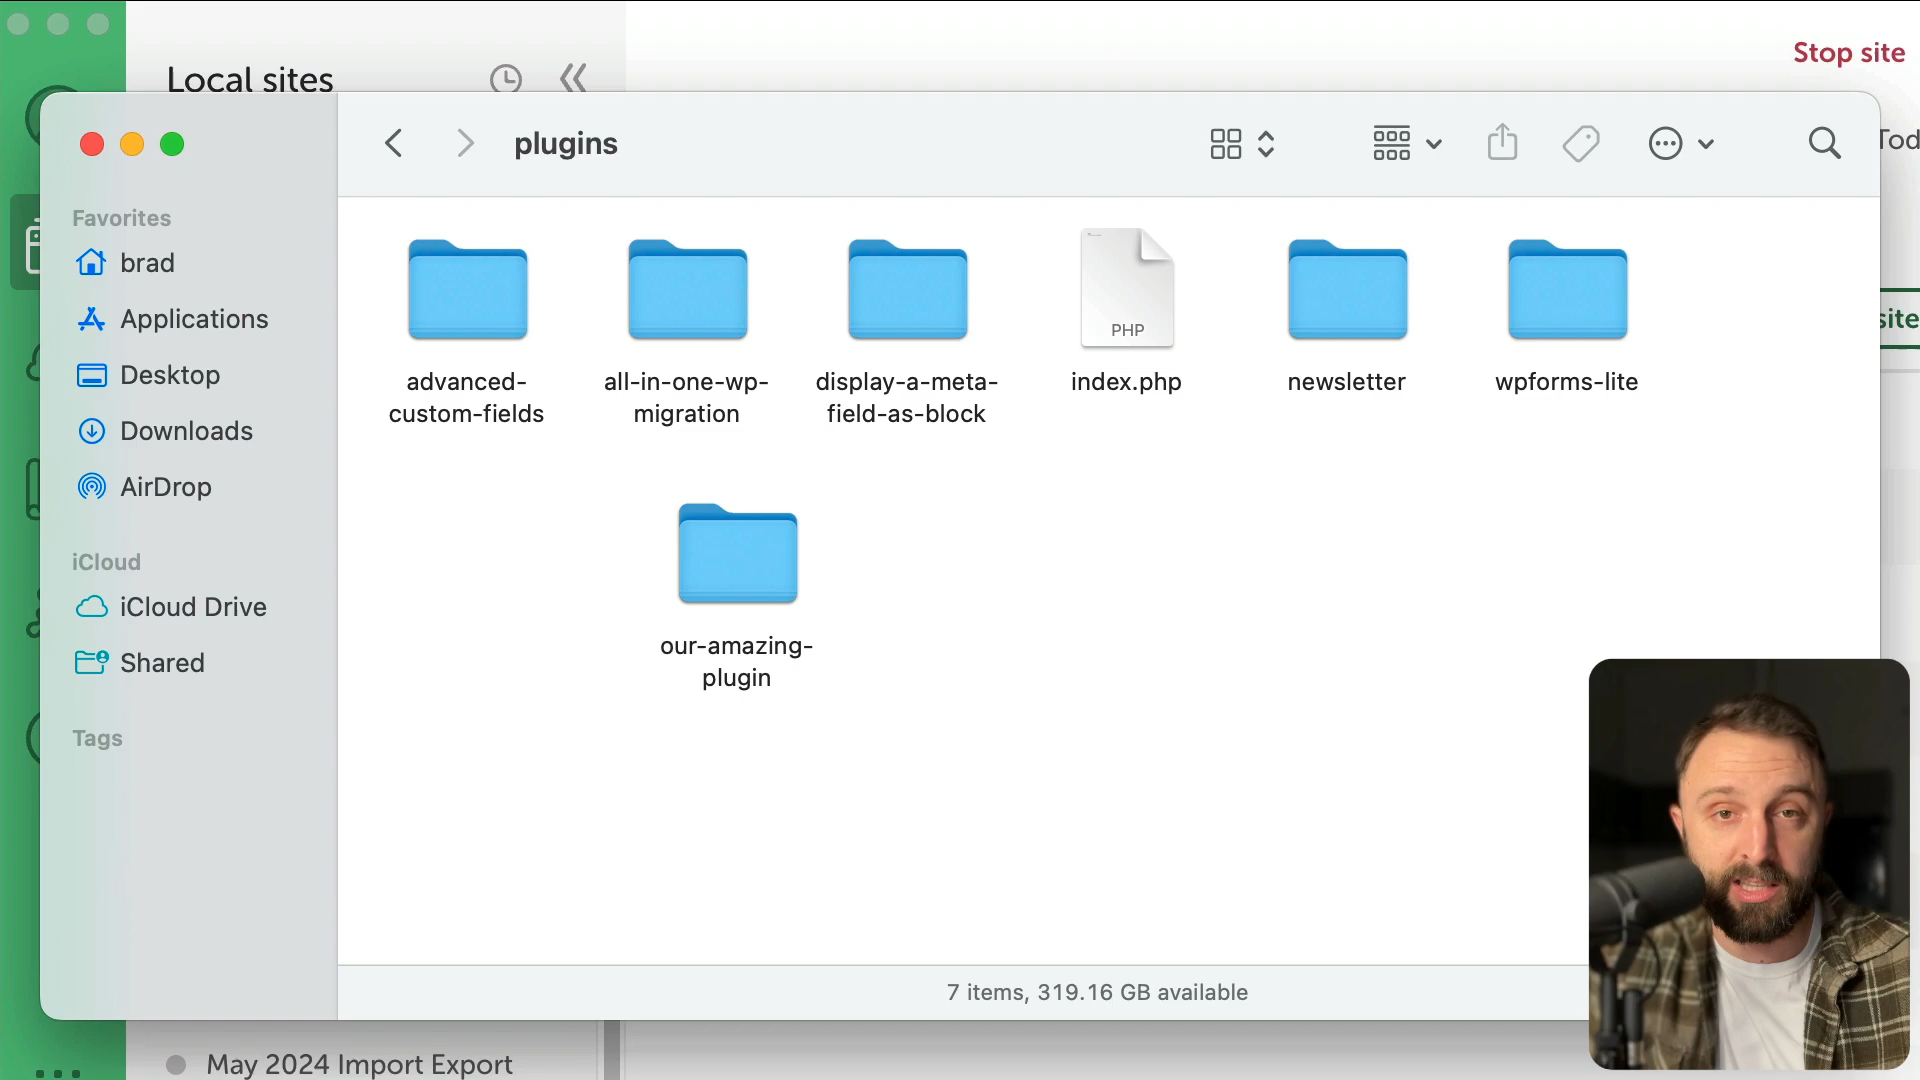 Stop site
Local sites
plugins
Tod
Favorites
brad
Applications
Desktop
Downloads
AirDrop
iCloud
iCloud Drive
Shared
Tags
PHP
advanced-
custom-fields
all-in-one-wp-
migration
display-a-meta-
field-as-block
index.php
newsletter
wpforms-lite
site
our-amazing-
plugin
7 items, 319.16 GB available
May 2024 Import Export